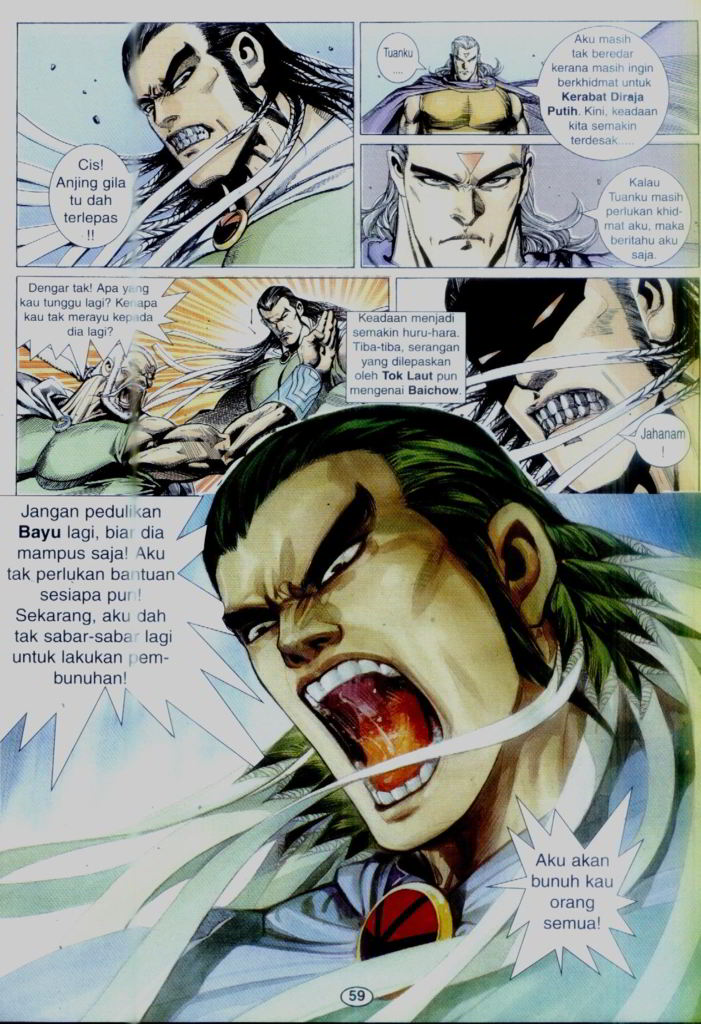 Cis!
Anjing gila
tu dah
terlepas
!!
Tuanku
....
Aku masih
tak beredar
kerana masih ingin
berkhidmat untuk
Kerabat Diraja
Putih. Kini, keadaan
kita semakin
terdesak.....
Kalau
Tuanku masih
perlukan khid-
mat aku, maka
beritahu aku
saja.
Dengar tak! Apa yang
kau tunggu lagi? Kenapa
kau tak merayu kepada
dia lagi?
Keadaan menjadi
semakin huru-hara.
Tiba-tiba, serangan
yang dilepaskan
oleh Tok Laut pun
mengenai Baichow.
Jahanam
!
Jangan pedulikan
Bayu lagi, biar dia
mampus saja! Aku
tak perlukan bantuan
sesiapa pun!
Sekarang, aku dah
tak sabar-sabar lagi
untuk lakukan pem-
bunuhan!
Aku akan
bunuh kau
orang
semua!
59